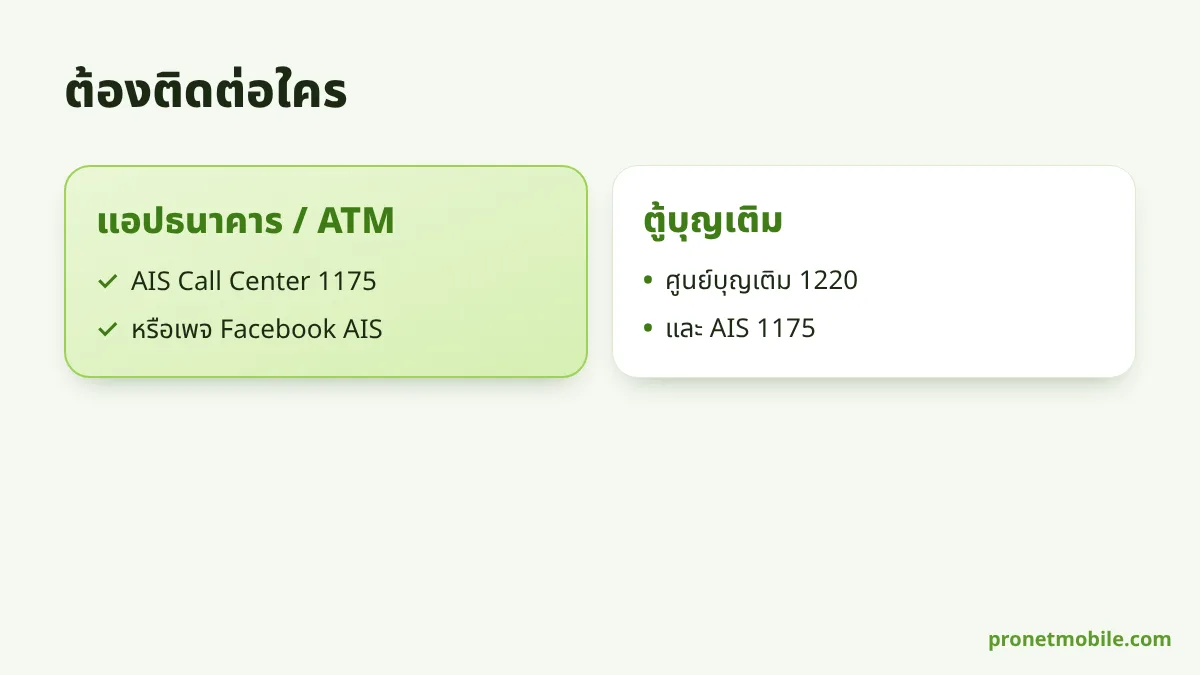 ต้องติดต่อใคร
แอปธนาคาร / ATM
AIS Call Center 1175
หรือเพจ Facebook AIS
ตู้บุญเติม
ศูนย์บุญเติม 1220
และ AIS 1175
pronetmobile.com